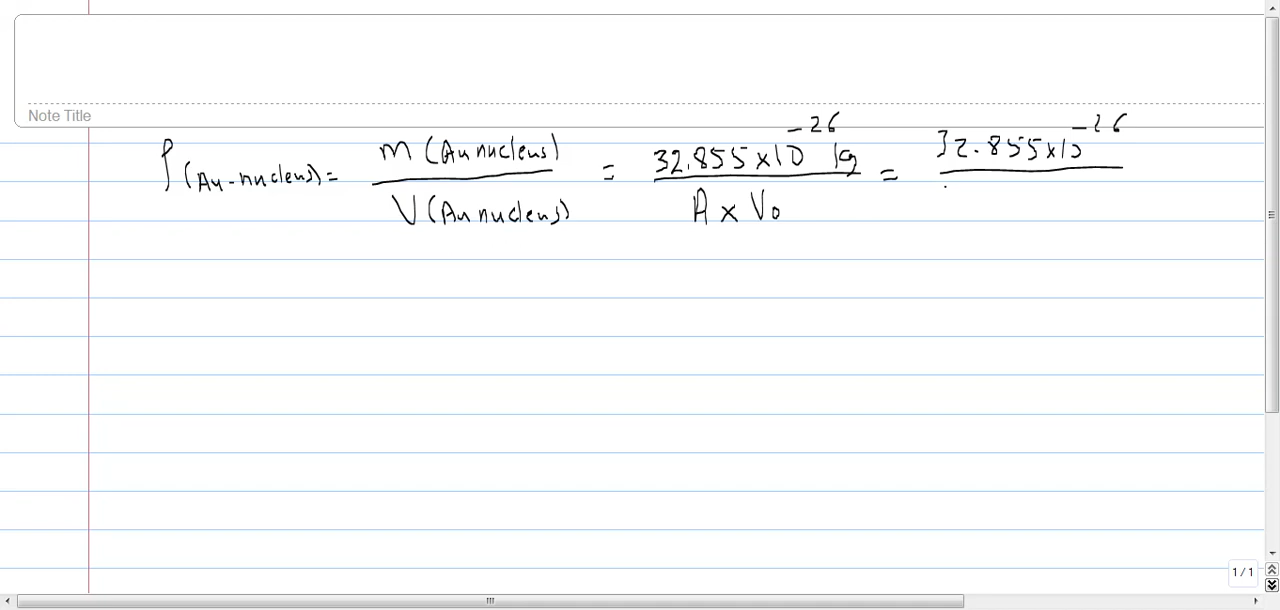 Note Title
ρ(Au-nucleus) = m (Au nucleus) / V (Au nucleus) = 32.855 x 10^-26 kg / A x V0 = 32.855 x 10^-26
1 / 1